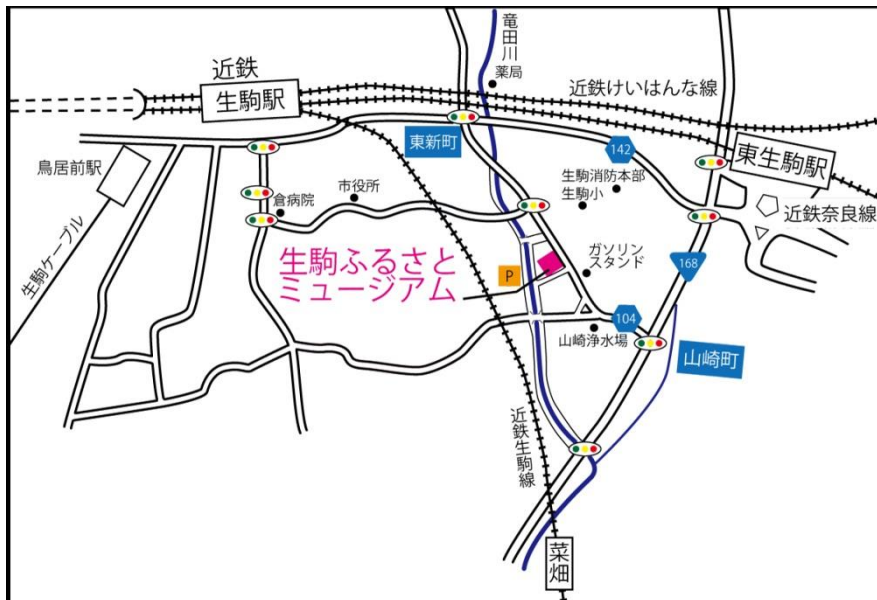 竜田川
薬局
近鉄
生駒駅
近鉄けいはんな線
東新町
142
東生駒駅
鳥居前駅
生駒消防本部
生駒小
市役所
倉病院
近鉄奈良線
生駒ケーブル
生駒ふるさと
ミュージアム
P
ガソリン
スタンド
168
104
山崎浄水場
山崎町
近鉄生駒線
菜畑